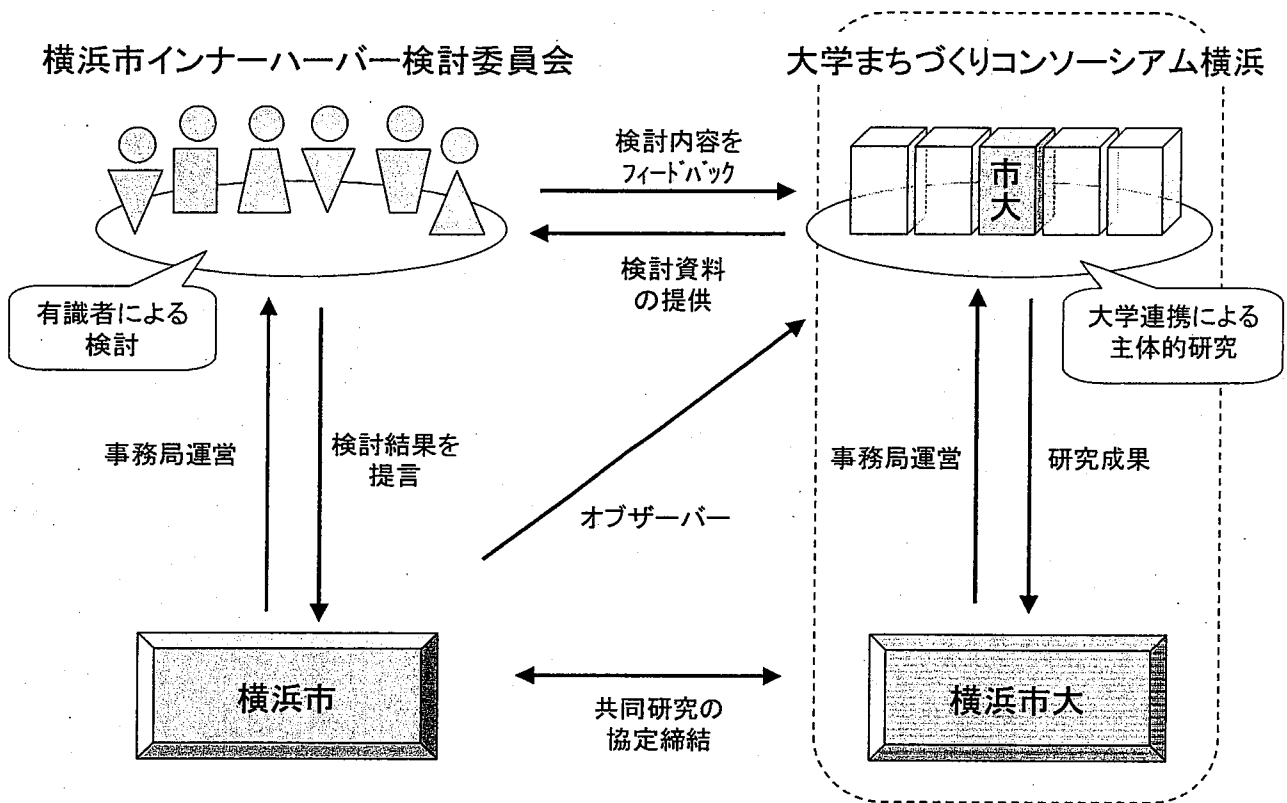 横浜市インナーハーバー検討委員会
大学まちづくりコンソーシアム横浜
検討内容を
フィードバック
市大
検討資料
の提供
有識者による
検討
大学連携による
主体的研究
事務局運営
検討結果を
提言
オブザーバー
事務局運営
研究成果
横浜市
共同研究の
協定締結
横浜市大